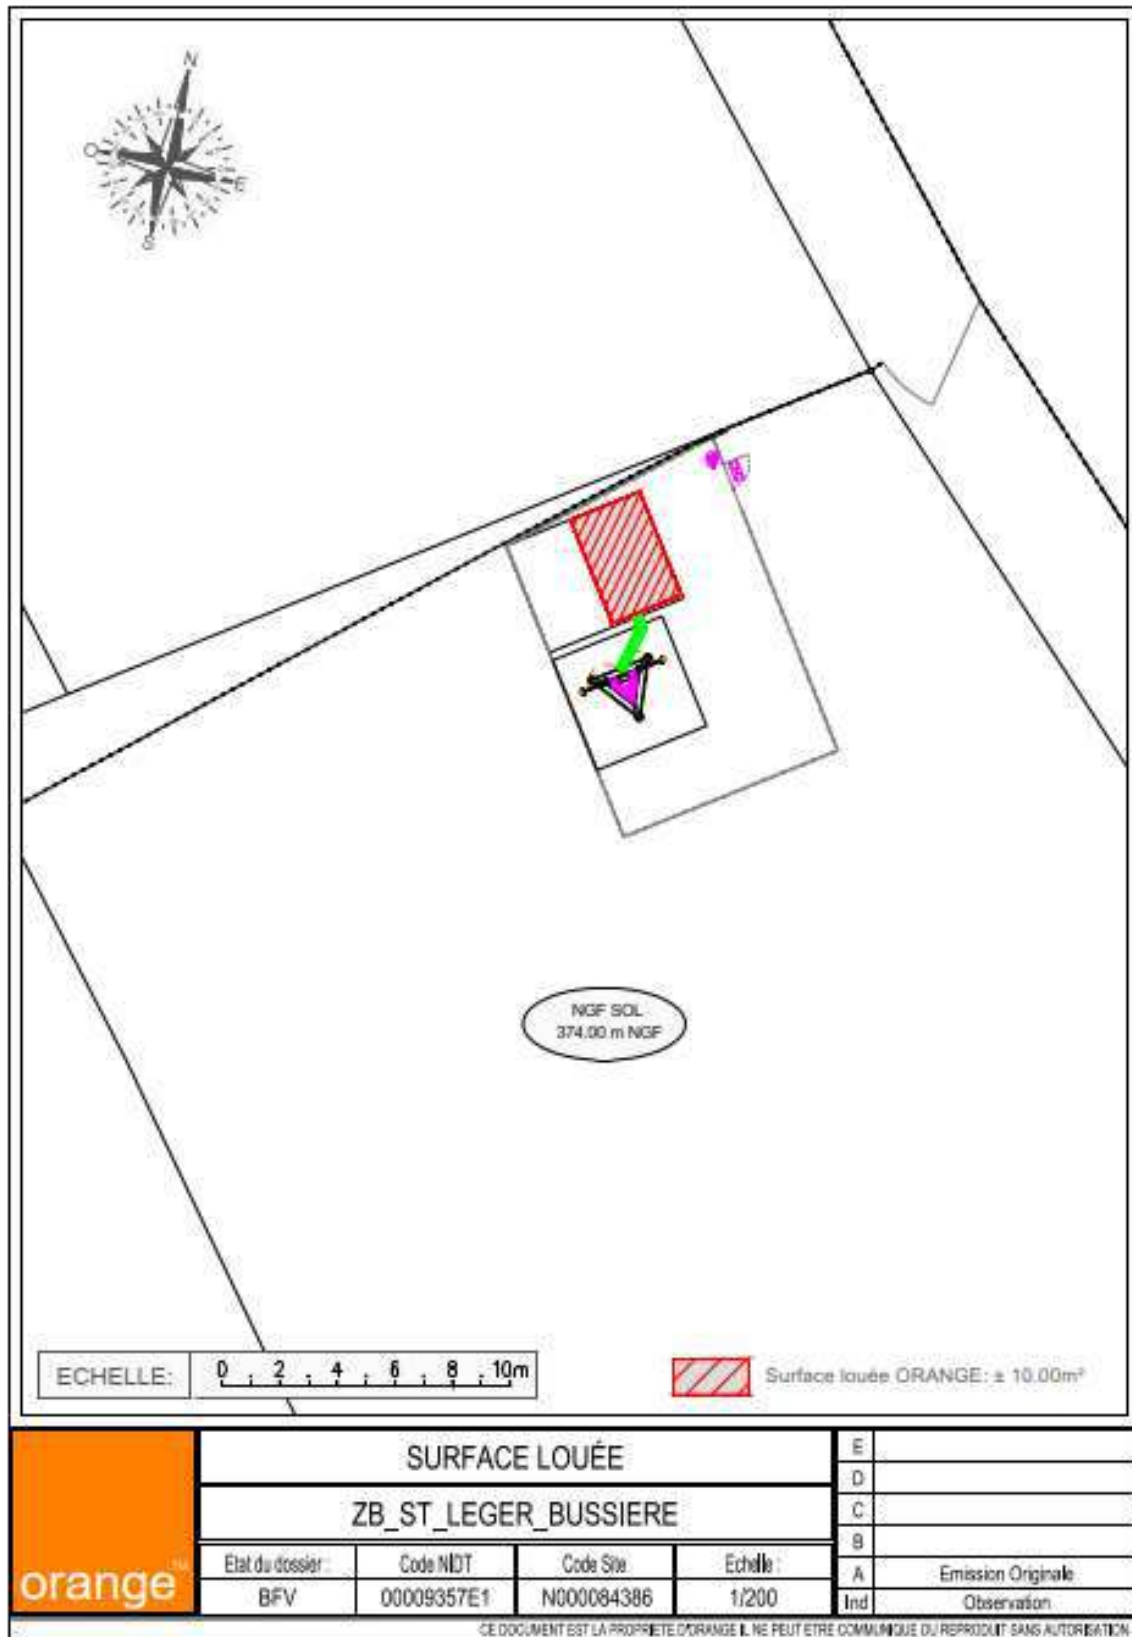 N
O
E
S
NGF SOL
374.00 m NGF
ECHELLE:
0 2 4 6 8 10m
Surface louée ORANGE: ± 10.00m²
orange
SURFACE LOUÉE
ZB_ST_LEGER_BUSSIERE
Etat du dossier : Code NIDT Code Site Echelle :
BFV 00009357E1 N000084386 1/200
E
D
C
B
A Emission Originale
Ind Observation
CE DOCUMENT EST LA PROPRIETE D'ORANGE IL NE PEUT ETRE COMMUNIQUE OU REPRODUIT SANS AUTORISATION